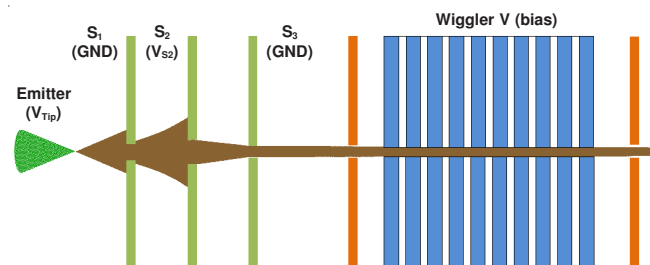 Wiggler V (bias)
S1
(GND)
S2
(VS2)
S3
(GND)
Emitter
(VTip)